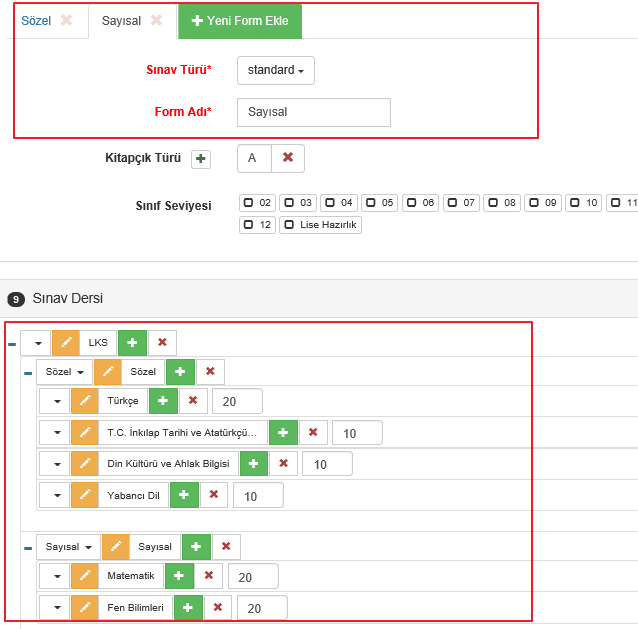 Sözel Sayısal Yeni Form Ekle
Sınav Türü* standard
Form Adı* Sayısal
Kitapçık Türü A
Sınıf Seviyesi 02 03 04 05 06 07 08 09 10 11
12 Lise Hazırlık
9 Sınav Dersi
LKS
Sözel Sözel
Türkçe 20
T.C. İnkılap Tarihi ve Atatürkçü... 10
Din Kültürü ve Ahlak Bilgisi 10
Yabancı Dil 10
Sayısal Sayısal
Matematik 20
Fen Bilimleri 20